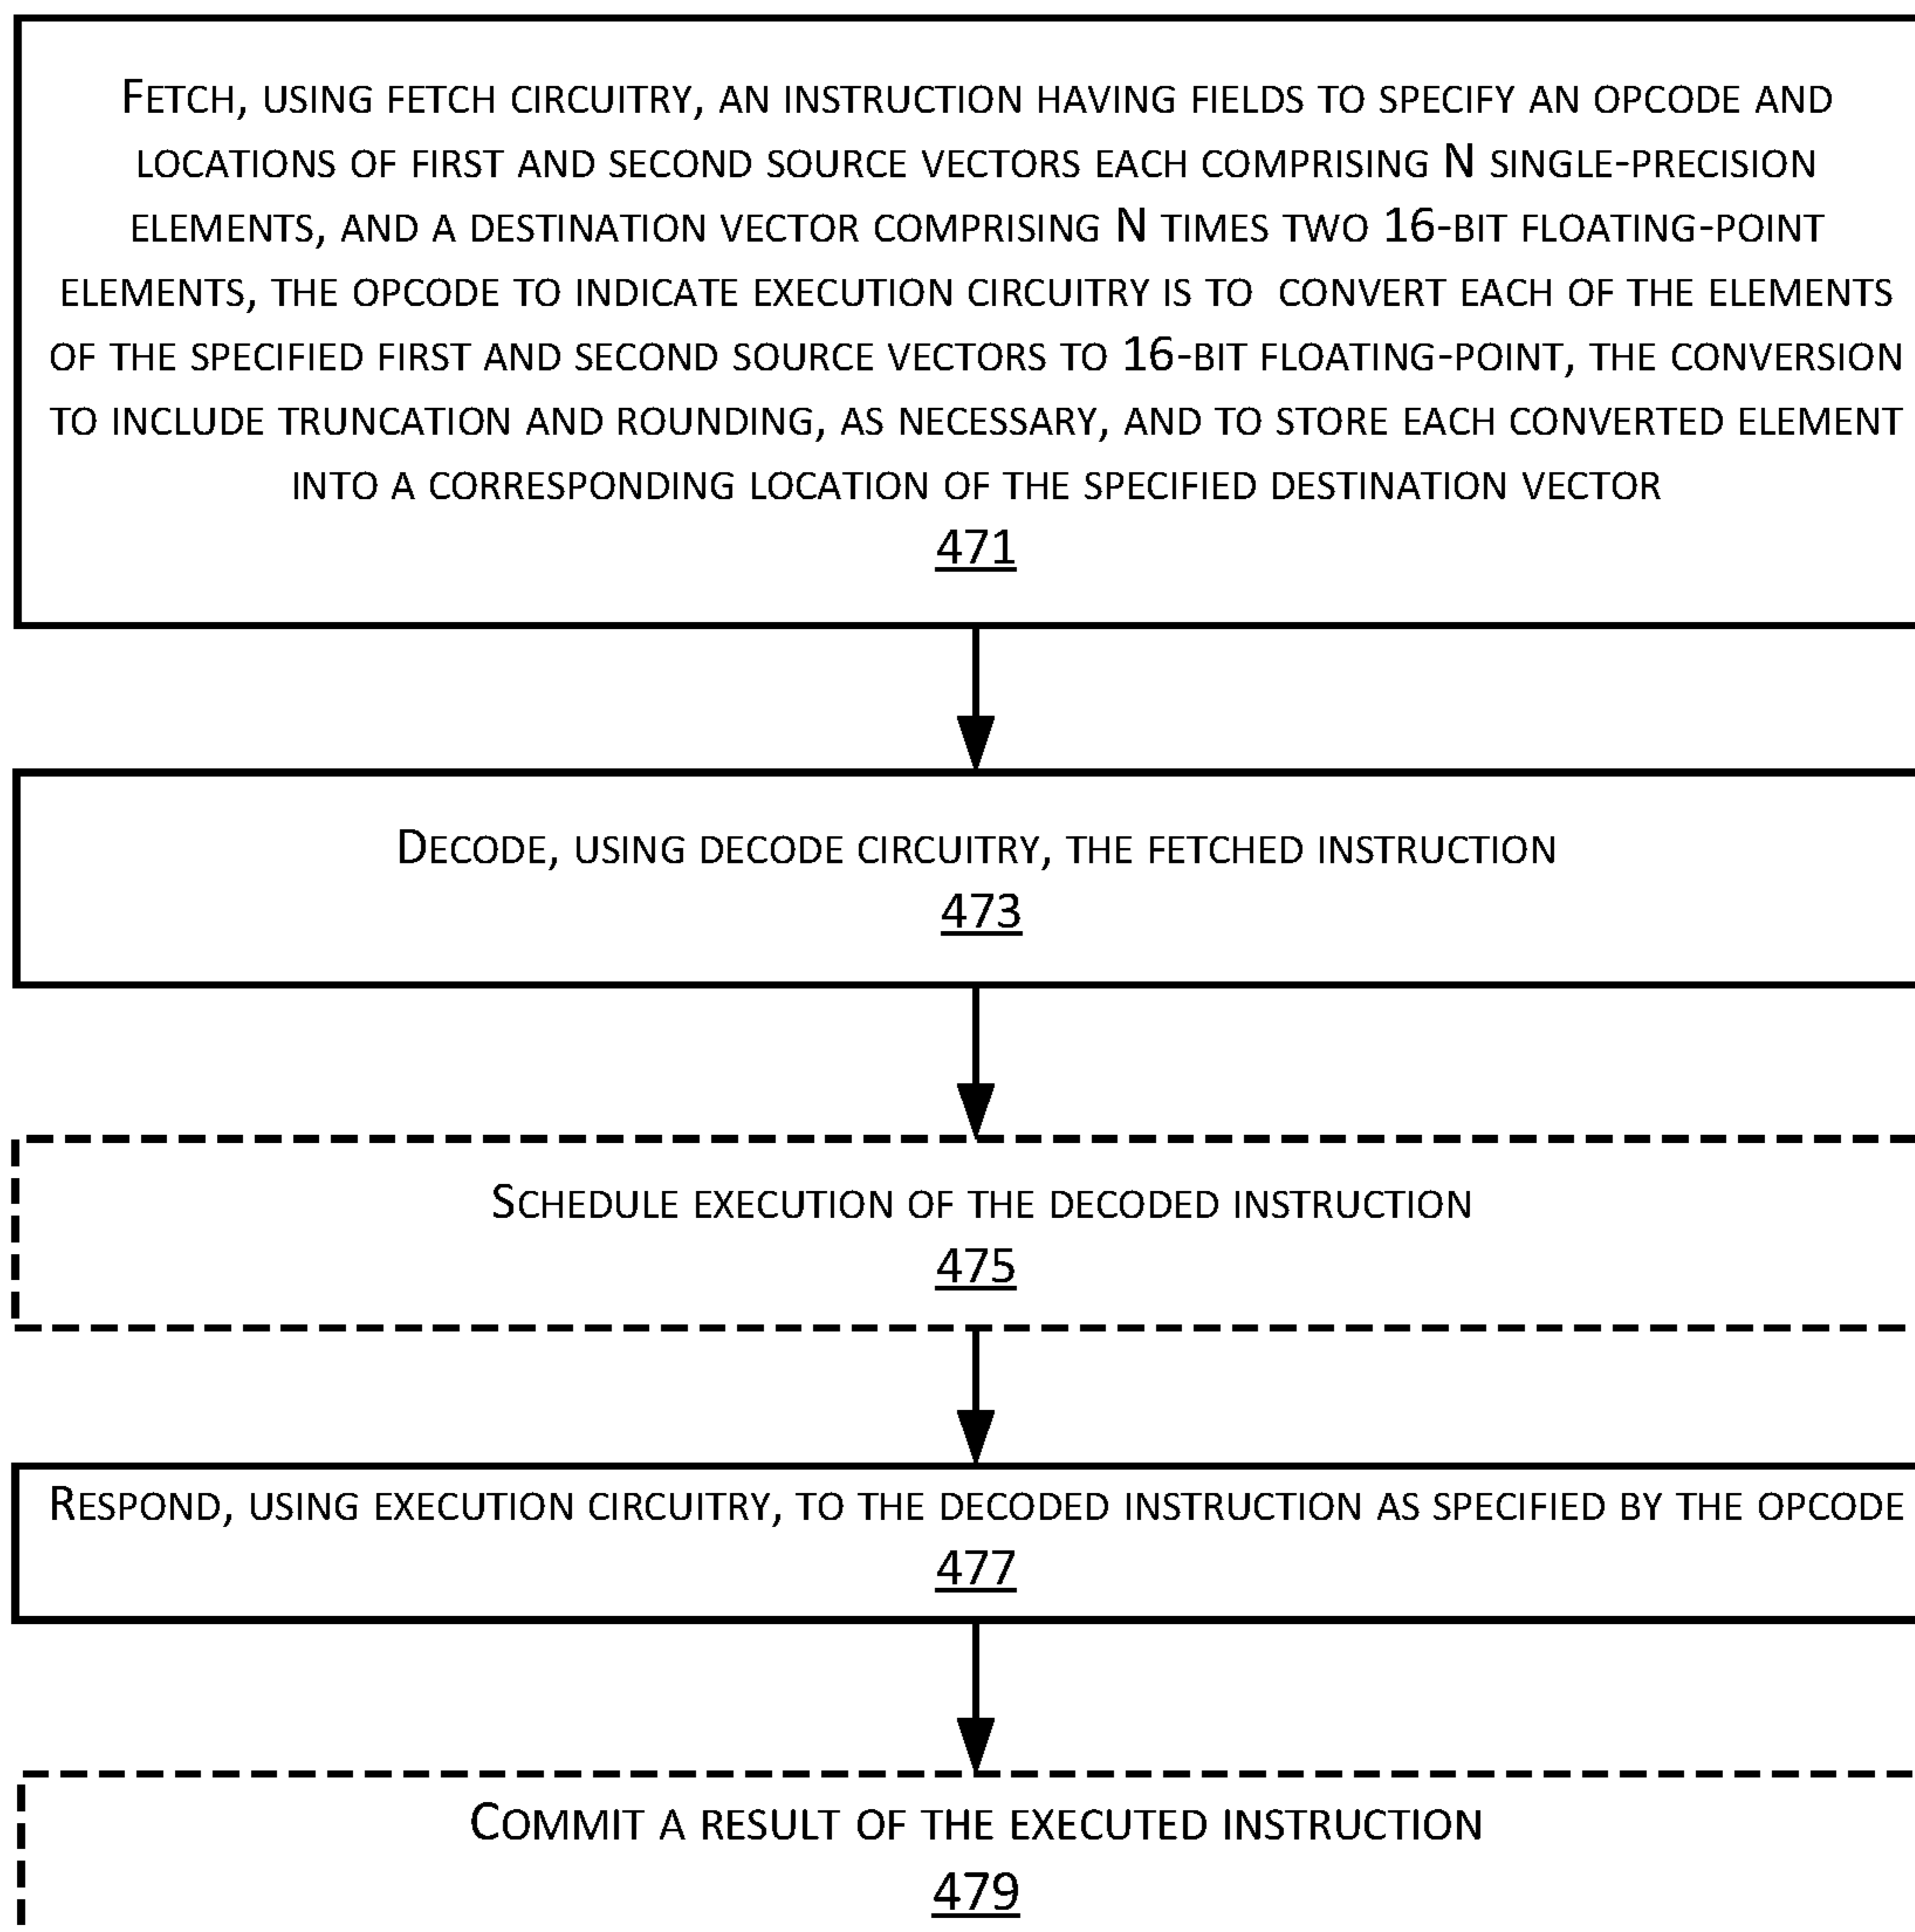 Fetch, using fetch circuitry, an instruction having fields to specify an opcode and
locations of first and second source vectors each comprising N single-precision
elements, and a destination vector comprising N times two 16-bit floating-point
elements, the opcode to indicate execution circuitry is to convert each of the elements
of the specified first and second source vectors to 16-bit floating-point, the conversion
to include truncation and rounding, as necessary, and to store each converted element
into a corresponding location of the specified destination vector
471
Decode, using decode circuitry, the fetched instruction
473
Schedule execution of the decoded instruction
475
Respond, using execution circuitry, to the decoded instruction as specified by the opcode
477
Commit a result of the executed instruction
479